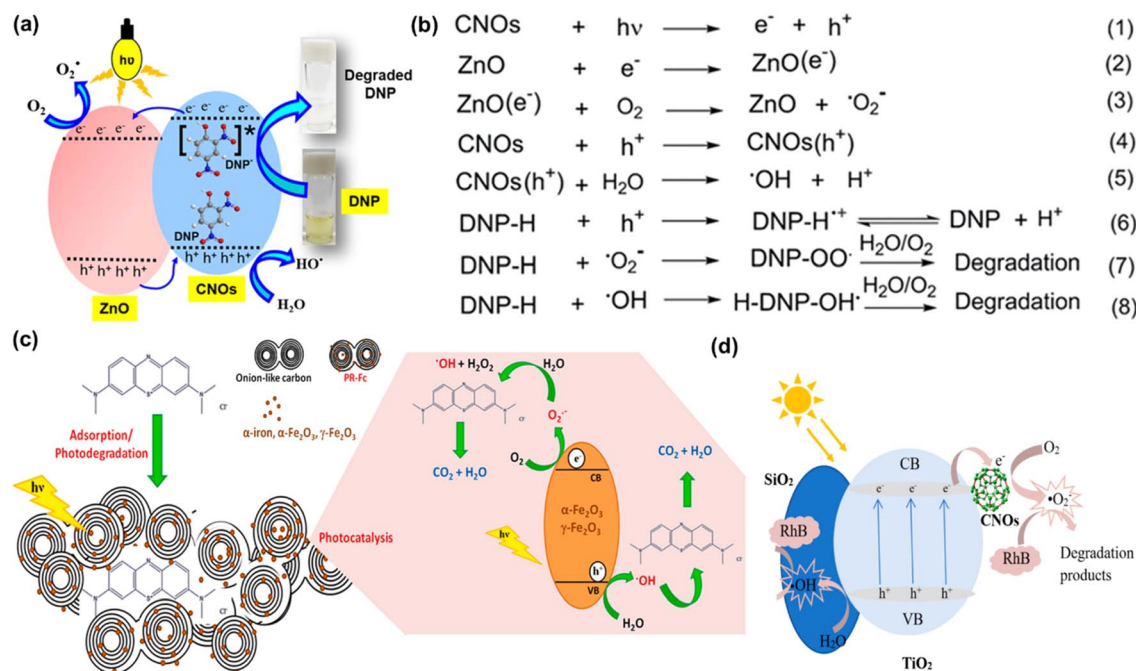 (a)
hυ
O₂•
O₂
e⁻ e⁻ e⁻ e⁻
e⁻ e⁻ e⁻ e⁻
[ ]*
DNP⁻
DNP
h⁺ h⁺ h⁺ h⁺
h⁺ h⁺ h⁺ h⁺
ZnO
CNOs
HO•
H₂O
Degraded
DNP
DNP
(b)
CNOs + hν → e⁻ + h⁺ (1)
ZnO + e⁻ → ZnO(e⁻) (2)
ZnO(e⁻) + O₂ → ZnO + ·O₂⁻ (3)
CNOs + h⁺ → CNOs(h⁺) (4)
CNOs(h⁺) + H₂O → ·OH + H⁺ (5)
DNP-H + h⁺ → DNP-H•⁺ ⇌ DNP + H⁺ (6)
DNP-H + ·O₂⁻ → DNP-OO· H₂O/O₂ → Degradation (7)
DNP-H + ·OH → H-DNP-OH· H₂O/O₂ → Degradation (8)
(c)
N
N
S⁺
N
Cl⁻
Onion-like carbon
PR-Fc
α-iron, α-Fe₂O₃, γ-Fe₂O₃
Adsorption/
Photodegradation
hν
N
N
S⁺
N
Cl⁻
Photocatalysis
·OH + H₂O₂
H₂O
N
N
S⁺
N
Cl⁻
O₂·⁻
CO₂ + H₂O
O₂
e⁻
CB
α-Fe₂O₃
γ-Fe₂O₃
hν
h⁺
VB
·OH
H₂O
CO₂ + H₂O
N
N
S⁺
N
Cl⁻
(d)
SiO₂
CB
e⁻ e⁻ e⁻
e⁻
O₂
CNOs
•O₂⁻
RhB
RhB
Degradation
products
•OH
h⁺ h⁺ h⁺
VB
H₂O
TiO₂